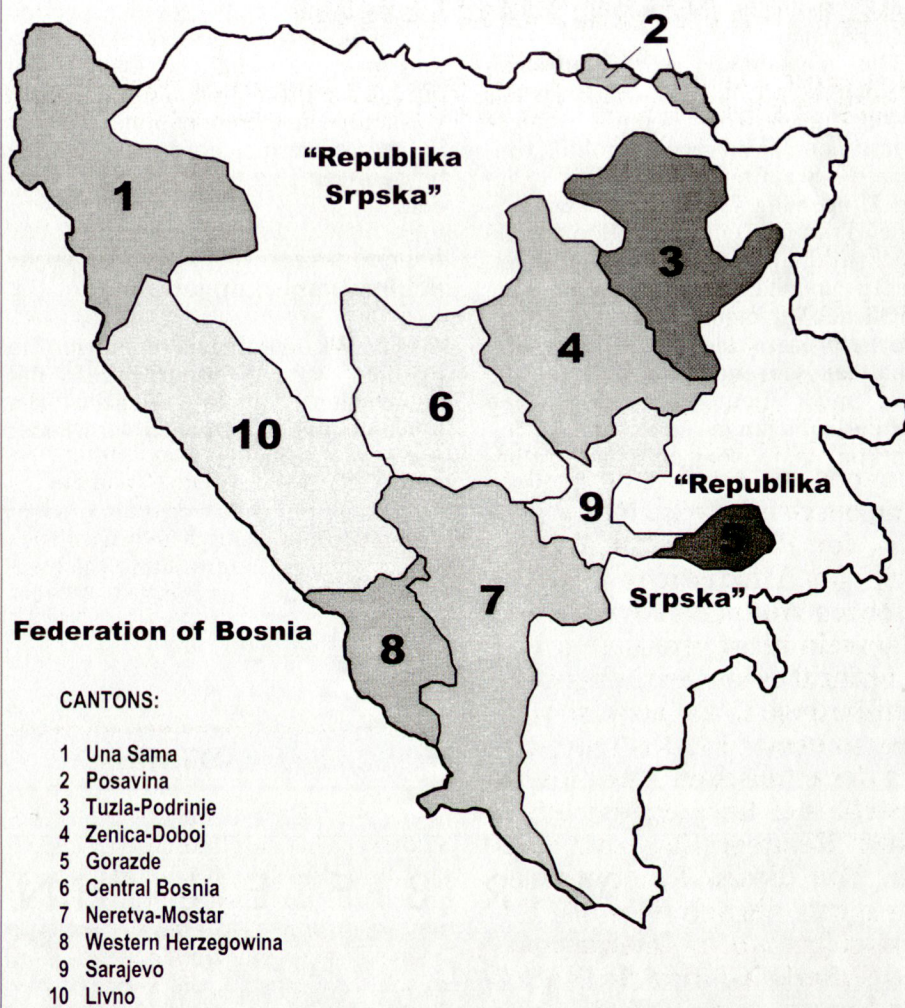 2
“Republika
Srpska”
1
3
4
6
10
“Republika
9
5
Srpska”
7
Federation of Bosnia
8
CANTONS:
1 Una Sama
2 Posavina
3 Tuzla-Podrinje
4 Zenica-Doboj
5 Gorazde
6 Central Bosnia
7 Neretva-Mostar
8 Western Herzegowina
9 Sarajevo
10 Livno